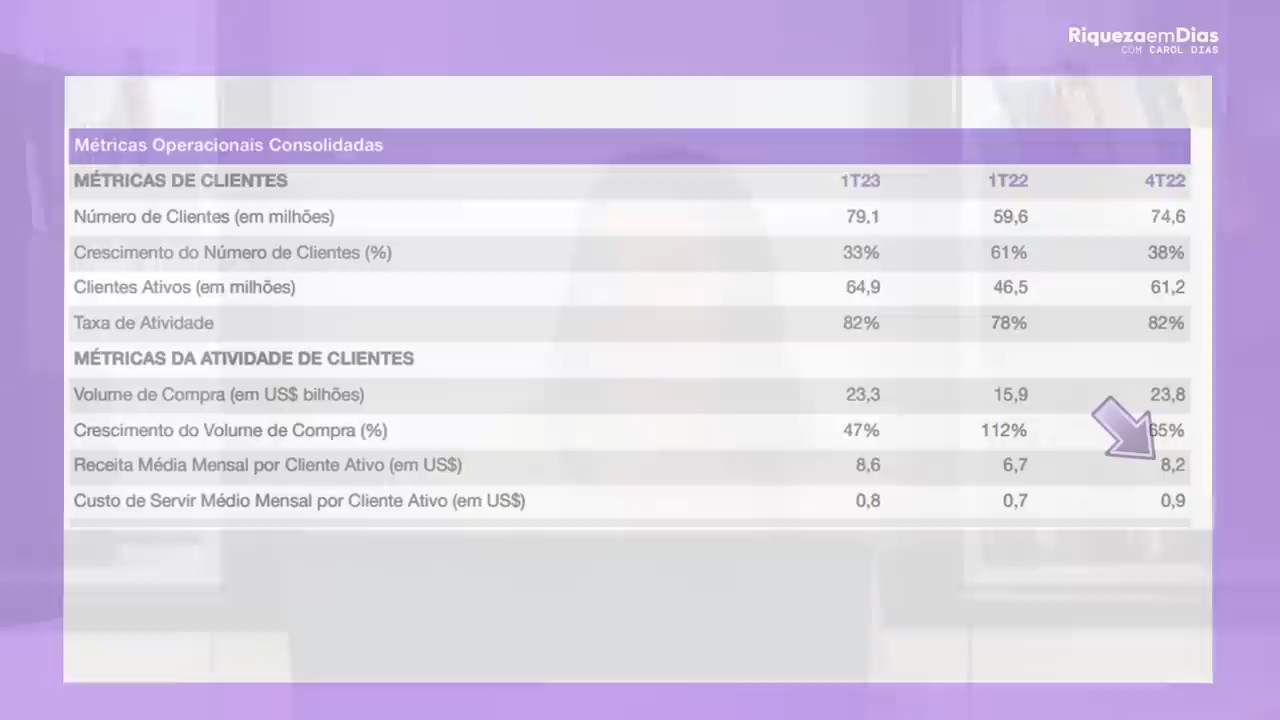 RiquezaemDias
COM CAROL DIAS
Métricas Operacionais Consolidadas
MÉTRICAS DE CLIENTES 1T23 1T22 4T22
Número de Clientes (em milhões) 79,1 59,6 74,6
Crescimento do Número de Clientes (%) 33% 61% 38%
Clientes Ativos (em milhões) 64,9 46,5 61,2
Taxa de Atividade 82% 78% 82%
MÉTRICAS DA ATIVIDADE DE CLIENTES
Volume de Compra (em US$ bilhões) 23,3 15,9 23,8
Crescimento do Volume de Compra (%) 47% 112% 65%
Receita Média Mensal por Cliente Ativo (em US$) 8,6 6,7 8,2
Custo de Servir Médio Mensal por Cliente Ativo (em US$) 0,8 0,7 0,9